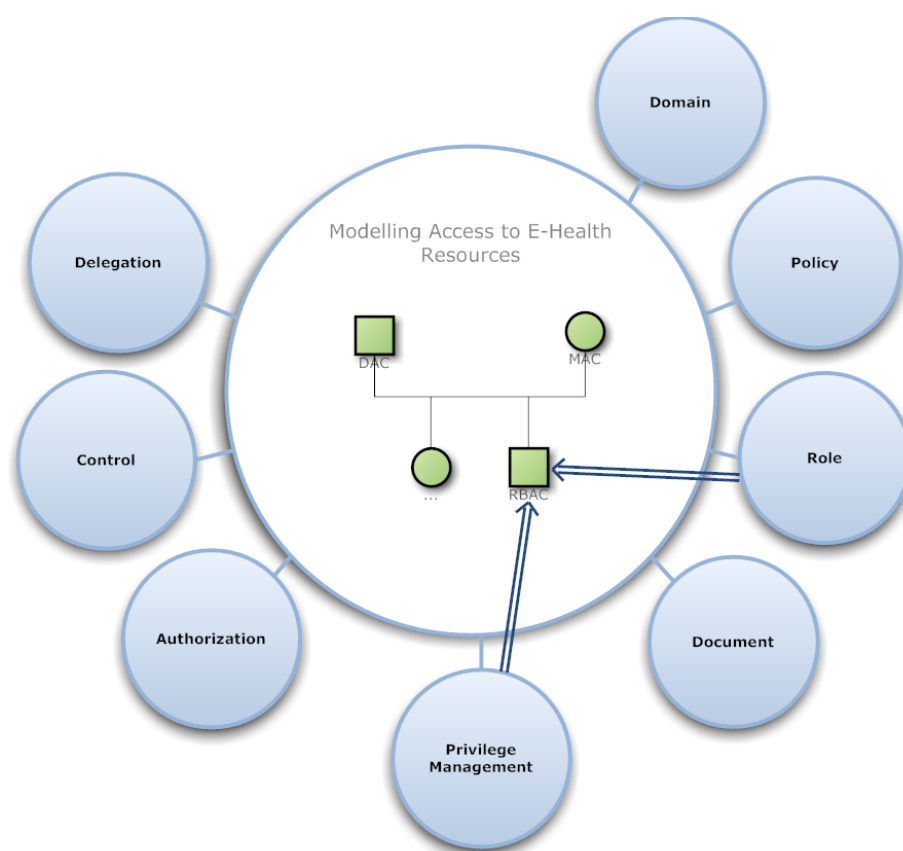 Domain
Modelling Access to E-Health
Resources
Delegation
Policy
DAC
MAC
Control
Role
...
RBAC
Authorization
Document
Privilege
Management